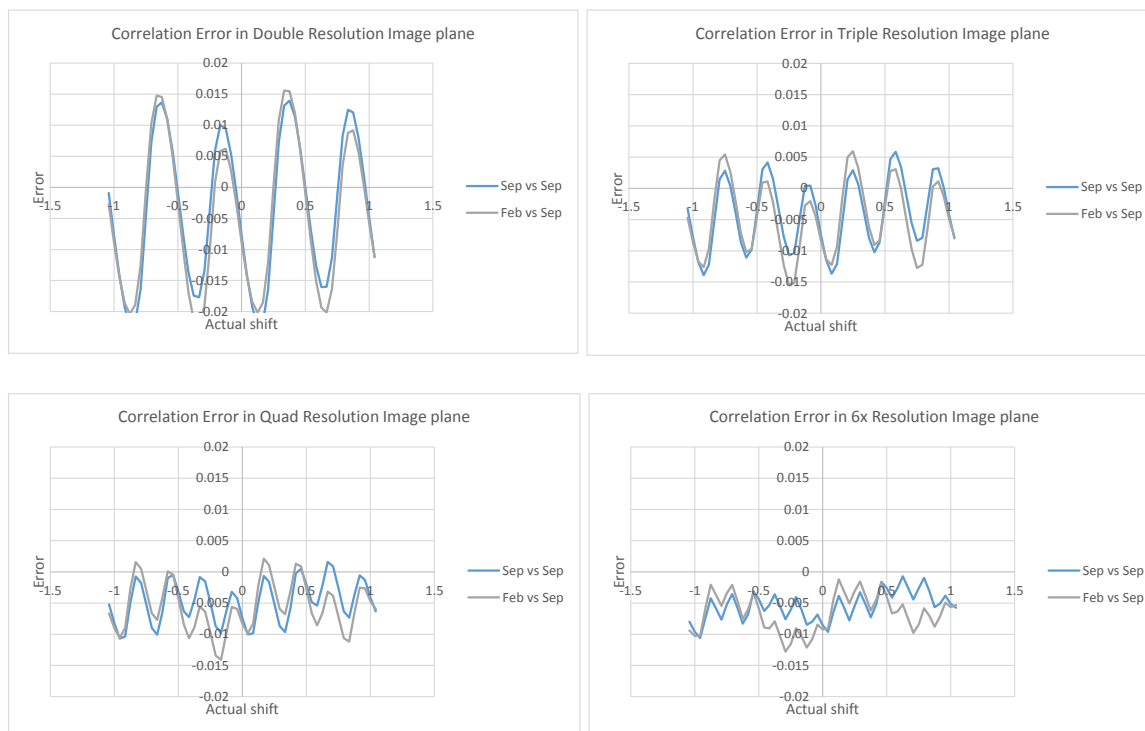 Correlation Error in Double Resolution Image plane
0.02
0.015
0.01
0.005
0
-0.005
-0.01
-0.015
-0.02
-1.5 -1 -0.5 0 0.5 1 1.5
Error
Actual shift
Sep vs Sep
Feb vs Sep
Correlation Error in Triple Resolution Image plane
0.02
0.015
0.01
0.005
0
-0.005
-0.01
-0.015
-0.02
-1.5 -1 -0.5 0 0.5 1 1.5
Error
Actual shift
Sep vs Sep
Feb vs Sep
Correlation Error in Quad Resolution Image plane
0.02
0.015
0.01
0.005
0
-0.005
-0.01
-0.015
-0.02
-1.5 -1 -0.5 0 0.5 1 1.5
Error
Actual shift
Sep vs Sep
Feb vs Sep
Correlation Error in 6x Resolution Image plane
0.02
0.015
0.01
0.005
0
-0.005
-0.01
-0.015
-0.02
-1.5 -1 -0.5 0 0.5 1 1.5
Error
Actual shift
Sep vs Sep
Feb vs Sep